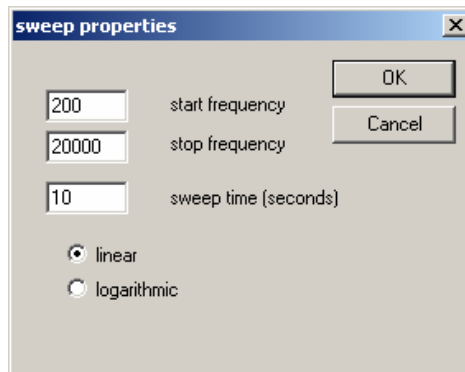 sweep properties
OK
200 start frequency
Cancel
20000 stop frequency
10 sweep time (seconds)
linear
logarithmic